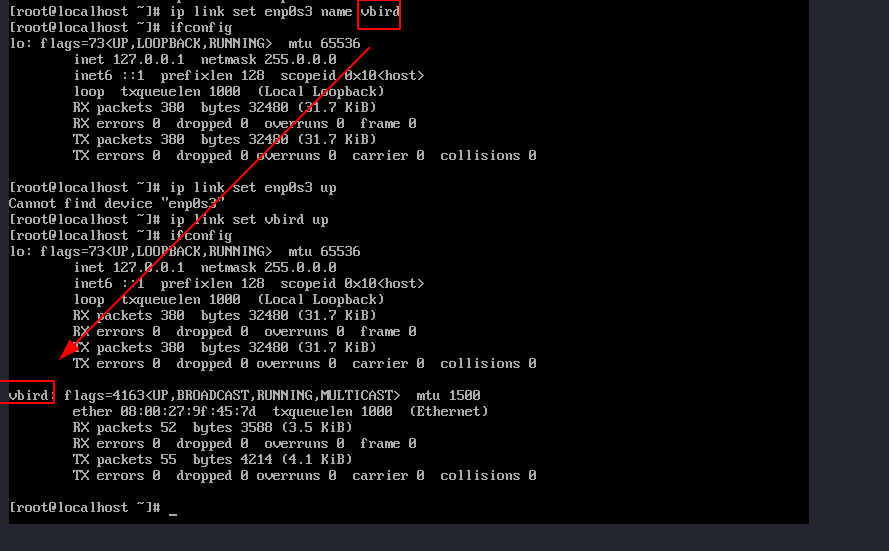 [root@localhost ~]# ip link set enp0s3 name vbird
[root@localhost ~]# ifconfig
lo: flags=73<UP,LOOPBACK,RUNNING>  mtu 65536
        inet 127.0.0.1  netmask 255.0.0.0
        inet6 ::1  prefixlen 128  scopeid 0x10<host>
        loop  txqueuelen 1000  (Local Loopback)
        RX packets 380  bytes 32480 (31.7 KiB)
        RX errors 0  dropped 0  overruns 0  frame 0
        TX packets 380  bytes 32480 (31.7 KiB)
        TX errors 0  dropped 0 overruns 0  carrier 0  collisions 0
[root@localhost ~]# ip link set enp0s3 up
Cannot find device "enp0s3"
[root@localhost ~]# ip link set vbird up
[root@localhost ~]# ifconfig
lo: flags=73<UP,LOOPBACK,RUNNING>  mtu 65536
        inet 127.0.0.1  netmask 255.0.0.0
        inet6 ::1  prefixlen 128  scopeid 0x10<host>
        loop  txqueuelen 1000  (Local Loopback)
        RX packets 380  bytes 32480 (31.7 KiB)
        RX errors 0  dropped 0  overruns 0  frame 0
        TX packets 380  bytes 32480 (31.7 KiB)
        TX errors 0  dropped 0 overruns 0  carrier 0  collisions 0
vbird: flags=4163<UP,BROADCAST,RUNNING,MULTICAST>  mtu 1500
        ether 08:00:27:9f:45:7d  txqueuelen 1000  (Ethernet)
        RX packets 52  bytes 3588 (3.5 KiB)
        RX errors 0  dropped 0  overruns 0  frame 0
        TX packets 55  bytes 4214 (4.1 KiB)
        TX errors 0  dropped 0 overruns 0  carrier 0  collisions 0
[root@localhost ~]# _